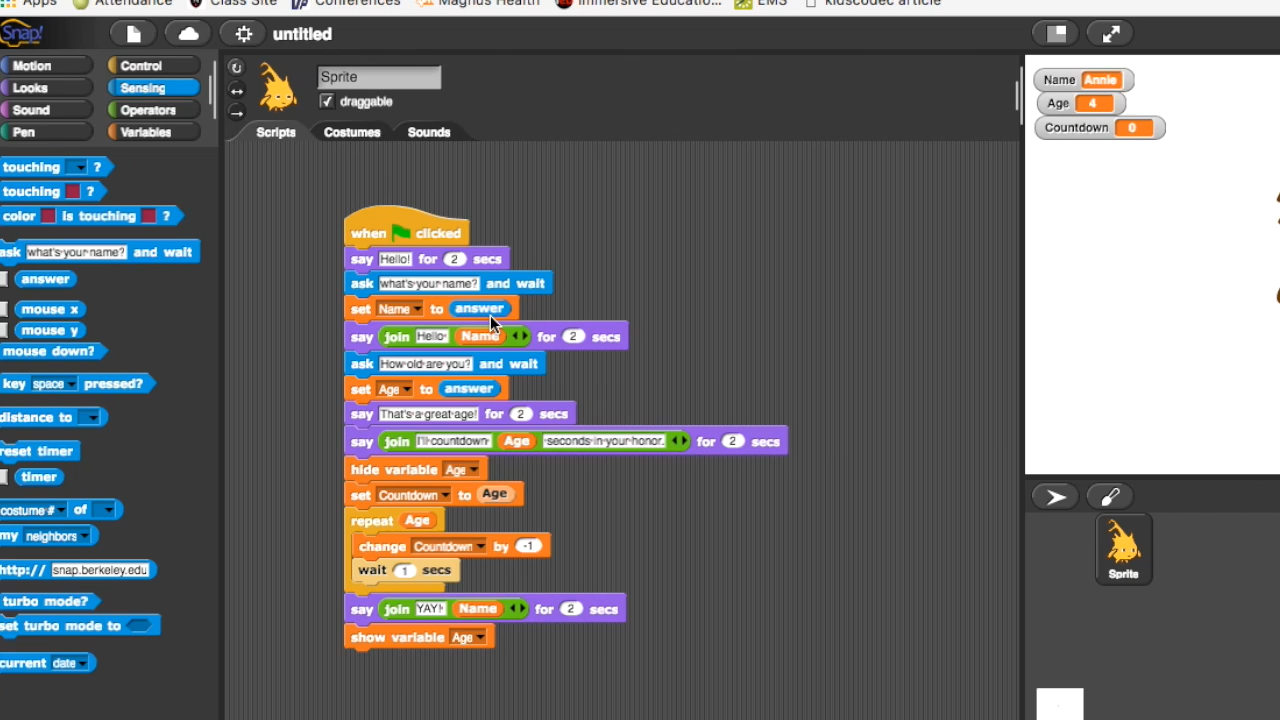 Apps Attendance Class Site Conferences Magnus Health Immersive Educatio... EMS kidscodec article
Snap! untitled
Motion Control
Looks Sensing
Sound Operators
Pen Variables
Sprite
draggable
Scripts Costumes Sounds
touching ?
touching ?
color is touching ?
ask what's your name? and wait
answer
mouse x
mouse y
mouse down?
key space pressed?
distance to
reset timer
timer
costume # of
my neighbors
http:// snap.berkeley.edu
turbo mode?
set turbo mode to
current date
when clicked
say Hello! for 2 secs
ask what's your name? and wait
set Name to answer
say join Hello Name for 2 secs
ask How old are you? and wait
set Age to answer
say That's a great age! for 2 secs
say join I'll countdown Age seconds in your honor. for 2 secs
hide variable Age
set Countdown to Age
repeat Age
change Countdown by -1
wait 1 secs
say join YAY! Name for 2 secs
show variable Age
Name Annie
Age 4
Countdown 0
Sprite